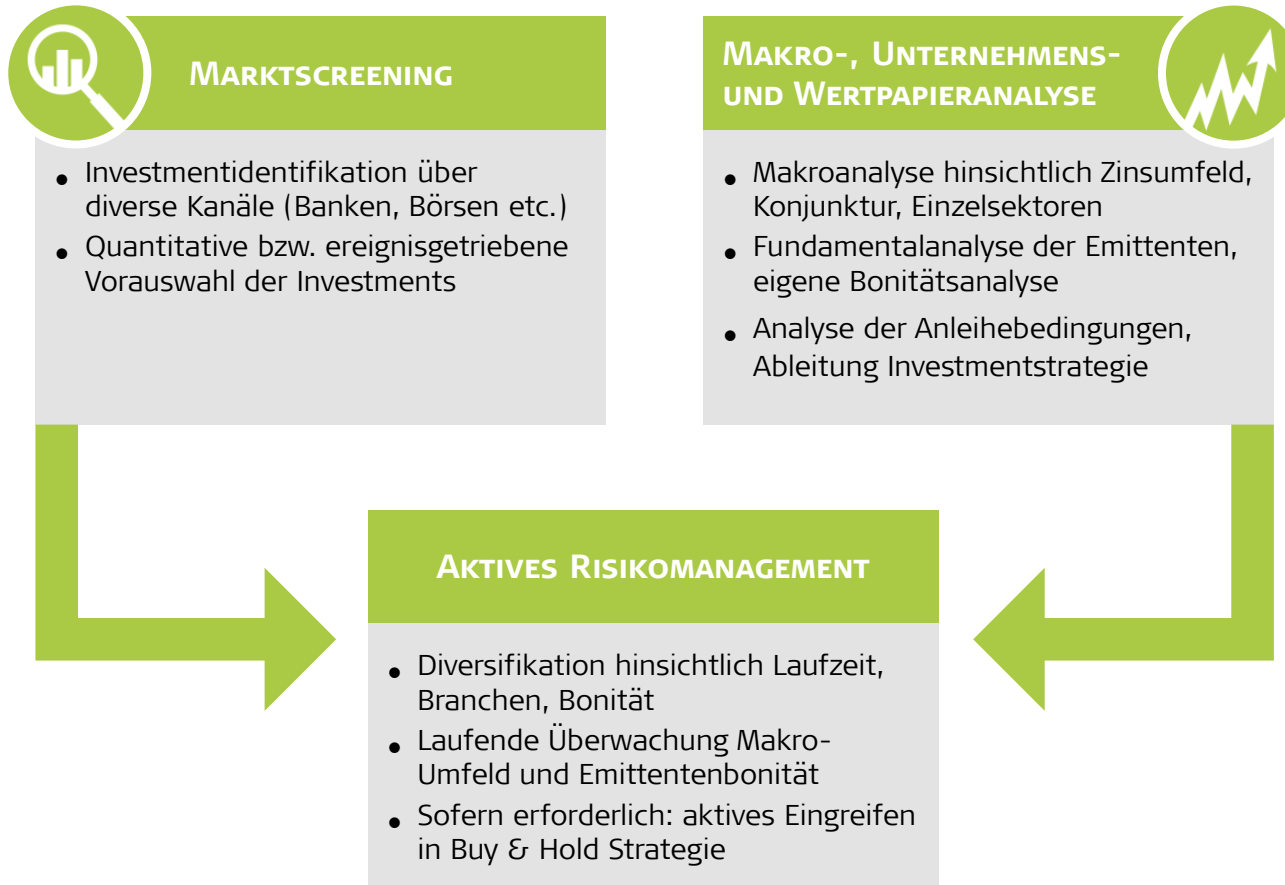 Marktscreening
• Investmentidentifikation über
diverse Kanäle (Banken, Börsen etc.)
• Quantitative bzw. ereignisgetriebene
Vorauswahl der Investments
Makro-, Unternehmens-
und Wertpapieranalyse
• Makroanalyse hinsichtlich Zinsumfeld,
Konjunktur, Einzelsektoren
• Fundamentalanalyse der Emittenten,
eigene Bonitätsanalyse
• Analyse der Anleihebedingungen,
Ableitung Investmentstrategie
Aktives Risikomanagement
• Diversifikation hinsichtlich Laufzeit,
Branchen, Bonität
• Laufende Überwachung Makro-
Umfeld und Emittentenbonität
• Sofern erforderlich: aktives Eingreifen
in Buy & Hold Strategie